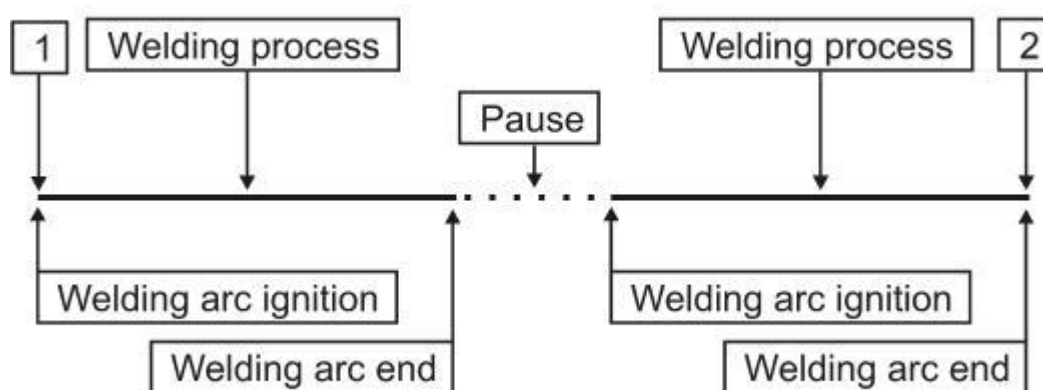 1
Welding process
Welding process
2
Pause
Welding arc ignition
Welding arc ignition
Welding arc end
Welding arc end